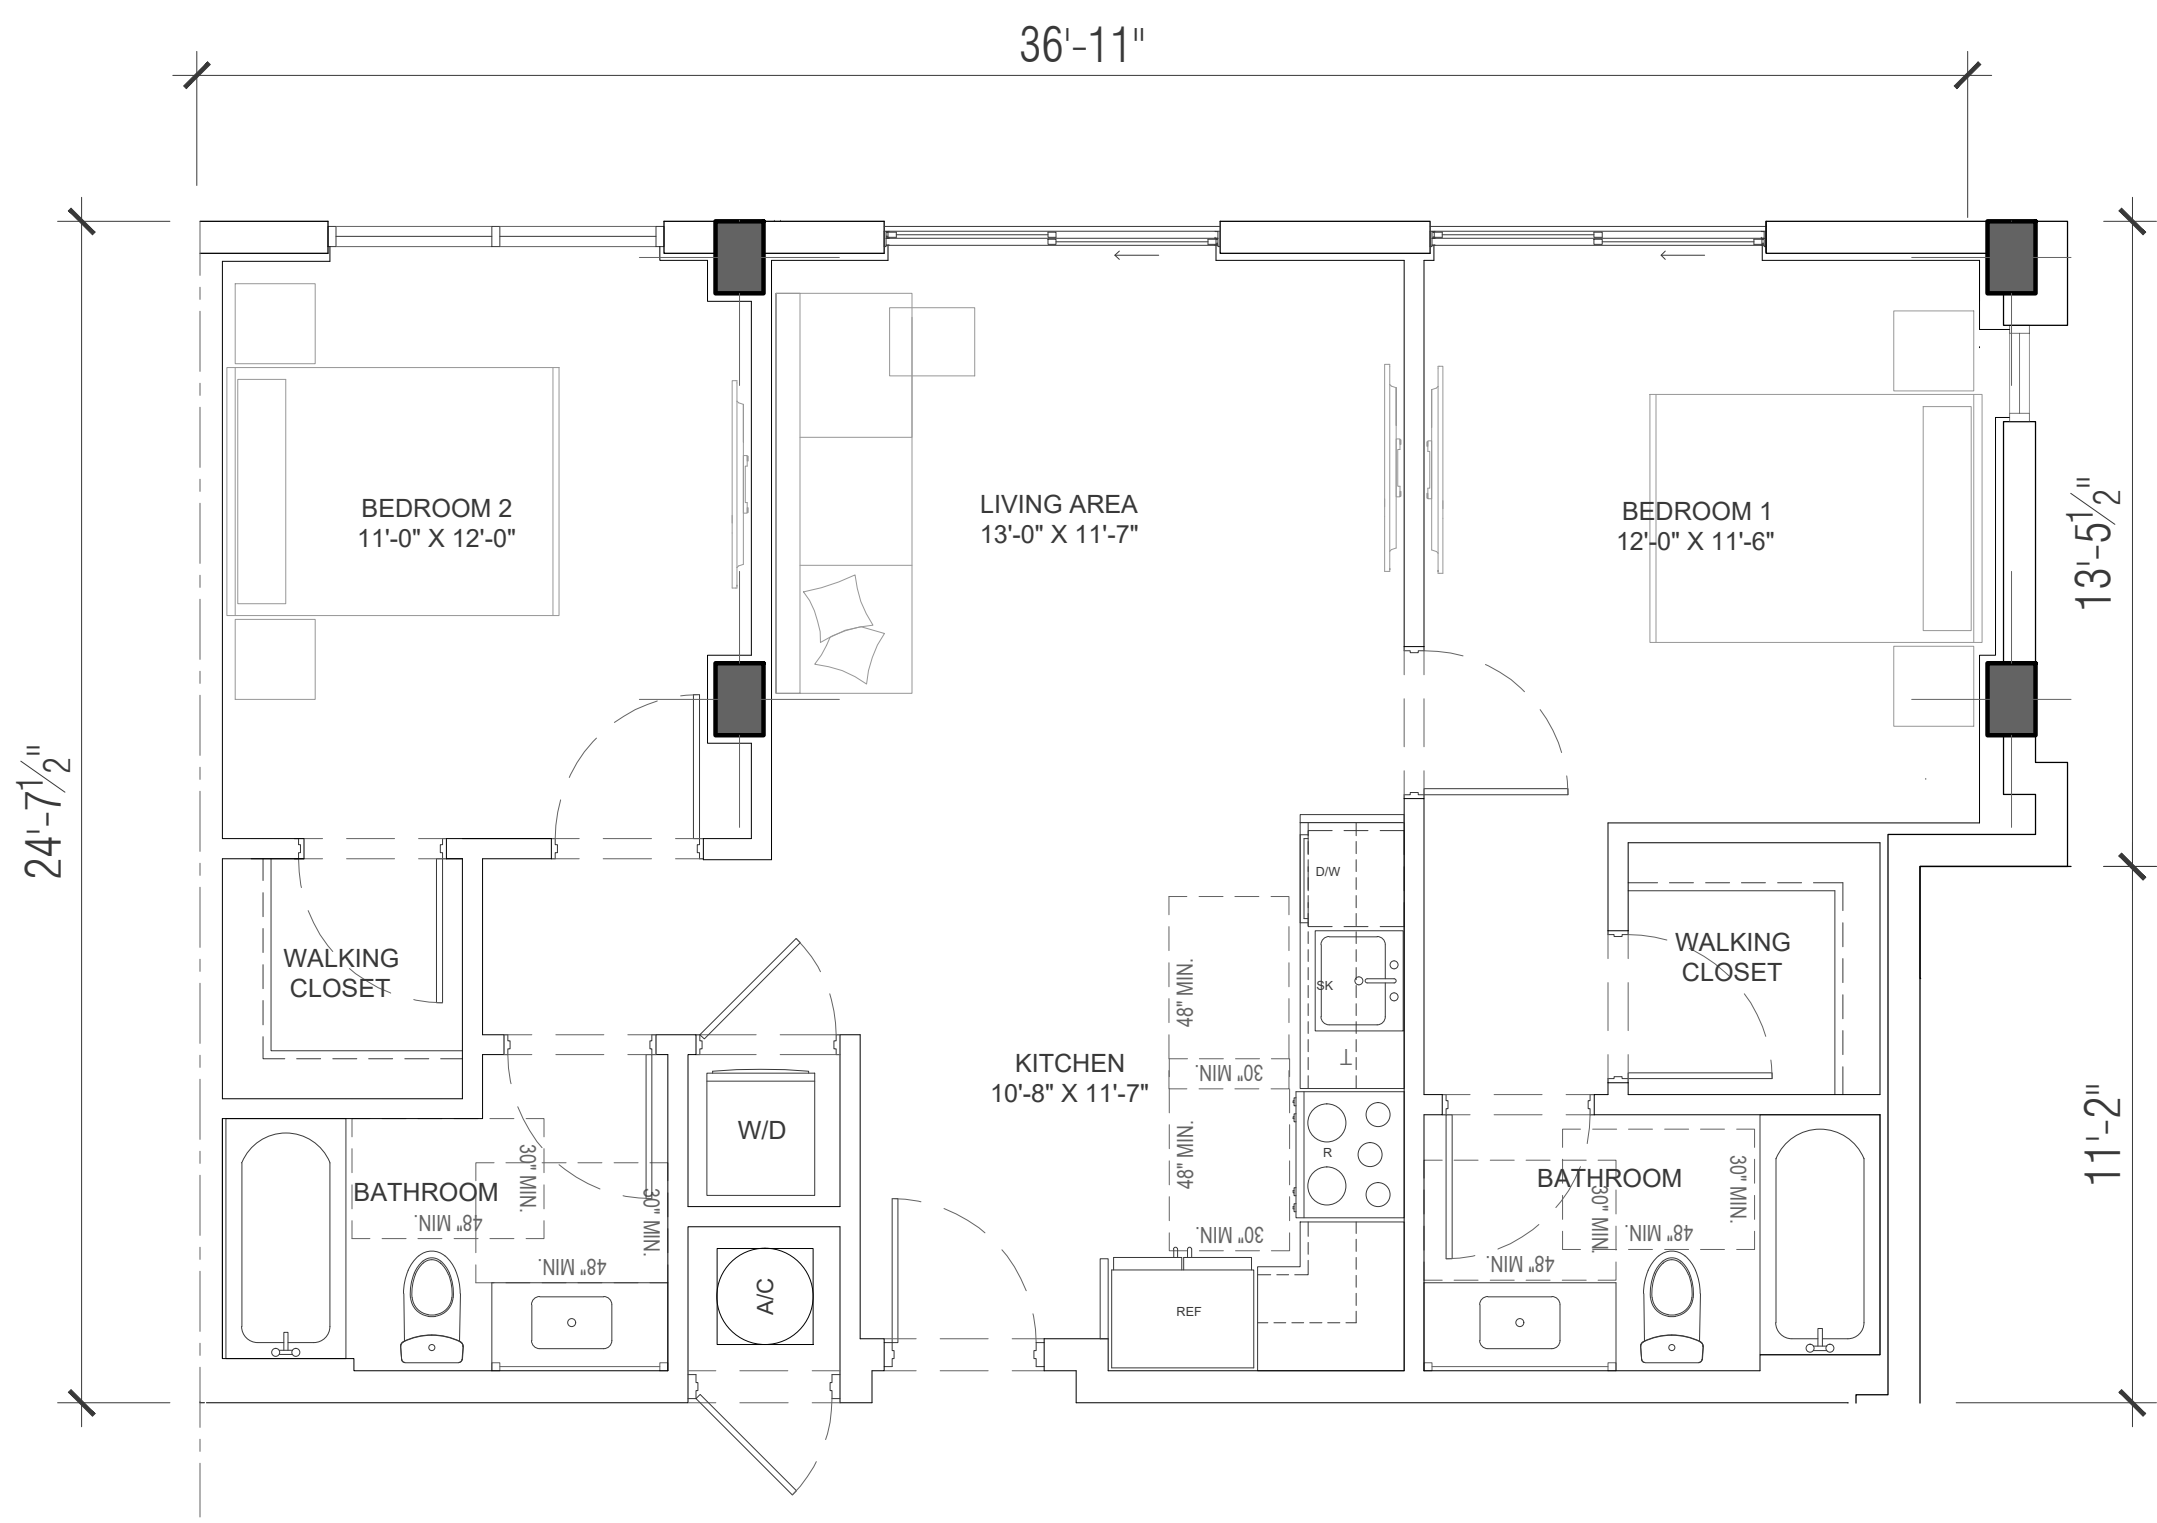 36'-11"
24'-7 1/2"
13'-5 1/2"
11'-2"
BEDROOM 2
11'-0" X 12'-0"
LIVING AREA
13'-0" X 11'-7"
BEDROOM 1
12'-0" X 11'-6"
D/W
SK
WALKING
CLOSET
WALKING
CLOSET
48" MIN.
30" MIN.
KITCHEN
10'-8" X 11'-7"
W/D
48" MIN.
30" MIN.
R
BATHROOM
30" MIN.
48" MIN.
30" MIN.
48" MIN.
BATHROOM
30" MIN.
48" MIN.
30" MIN.
48" MIN.
A/C
REF